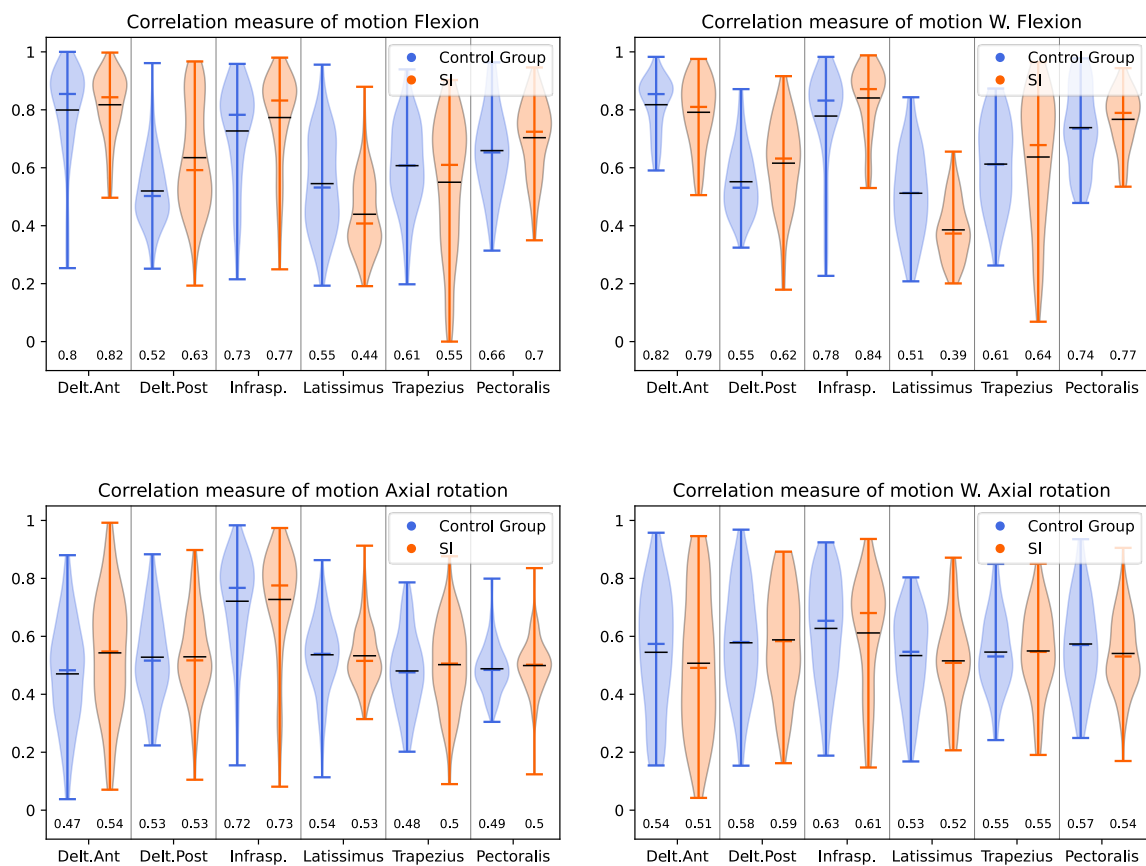 Correlation measure of motion Flexion
Control Group
SI
1
0.8
0.6
0.4
0.2
0
0.8 0.82 0.52 0.63 0.73 0.77 0.55 0.44 0.61 0.55 0.66 0.7
Delt.Ant Delt.Post Infrasp. Latissimus Trapezius Pectoralis
Correlation measure of motion W. Flexion
Control Group
SI
1
0.8
0.6
0.4
0.2
0
0.82 0.79 0.55 0.62 0.78 0.84 0.51 0.39 0.61 0.64 0.74 0.77
Delt.Ant Delt.Post Infrasp. Latissimus Trapezius Pectoralis
Correlation measure of motion Axial rotation
Control Group
SI
1
0.8
0.6
0.4
0.2
0
0.47 0.54 0.53 0.53 0.72 0.73 0.54 0.53 0.48 0.5 0.49 0.5
Delt.Ant Delt.Post Infrasp. Latissimus Trapezius Pectoralis
Correlation measure of motion W. Axial rotation
Control Group
SI
1
0.8
0.6
0.4
0.2
0
0.54 0.51 0.58 0.59 0.63 0.61 0.53 0.52 0.55 0.55 0.57 0.54
Delt.Ant Delt.Post Infrasp. Latissimus Trapezius Pectoralis